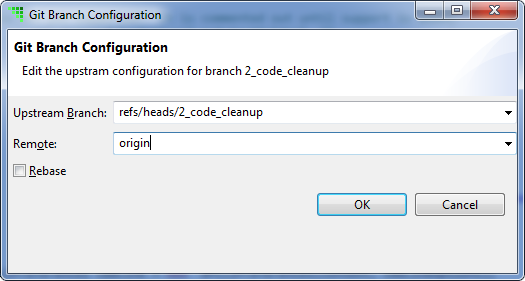 Git Branch Configuration
Git Branch Configuration
Edit the upstram configuration for branch 2_code_cleanup
Upstream Branch: refs/heads/2_code_cleanup
Remote: origin
Rebase
OK Cancel